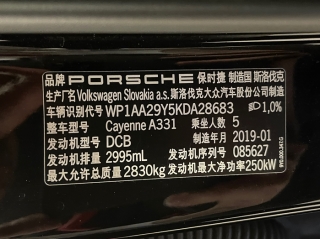 品牌 PORSCHE 保时捷 制造国 斯洛伐克
生产厂名 Volkswagen Slovakia a.s. 斯洛伐克大众汽车股份公司制造
车辆识别代号 WP1AA29Y5KDA28683 1,0%
整车型号 Cayenne A331 乘坐人数 5
发动机型号 DCB 制造年月 2019-01
发动机排量 2995ml 发动机序列号 085627
最大允许总质量 2830kg 发动机最大净功率 250kW